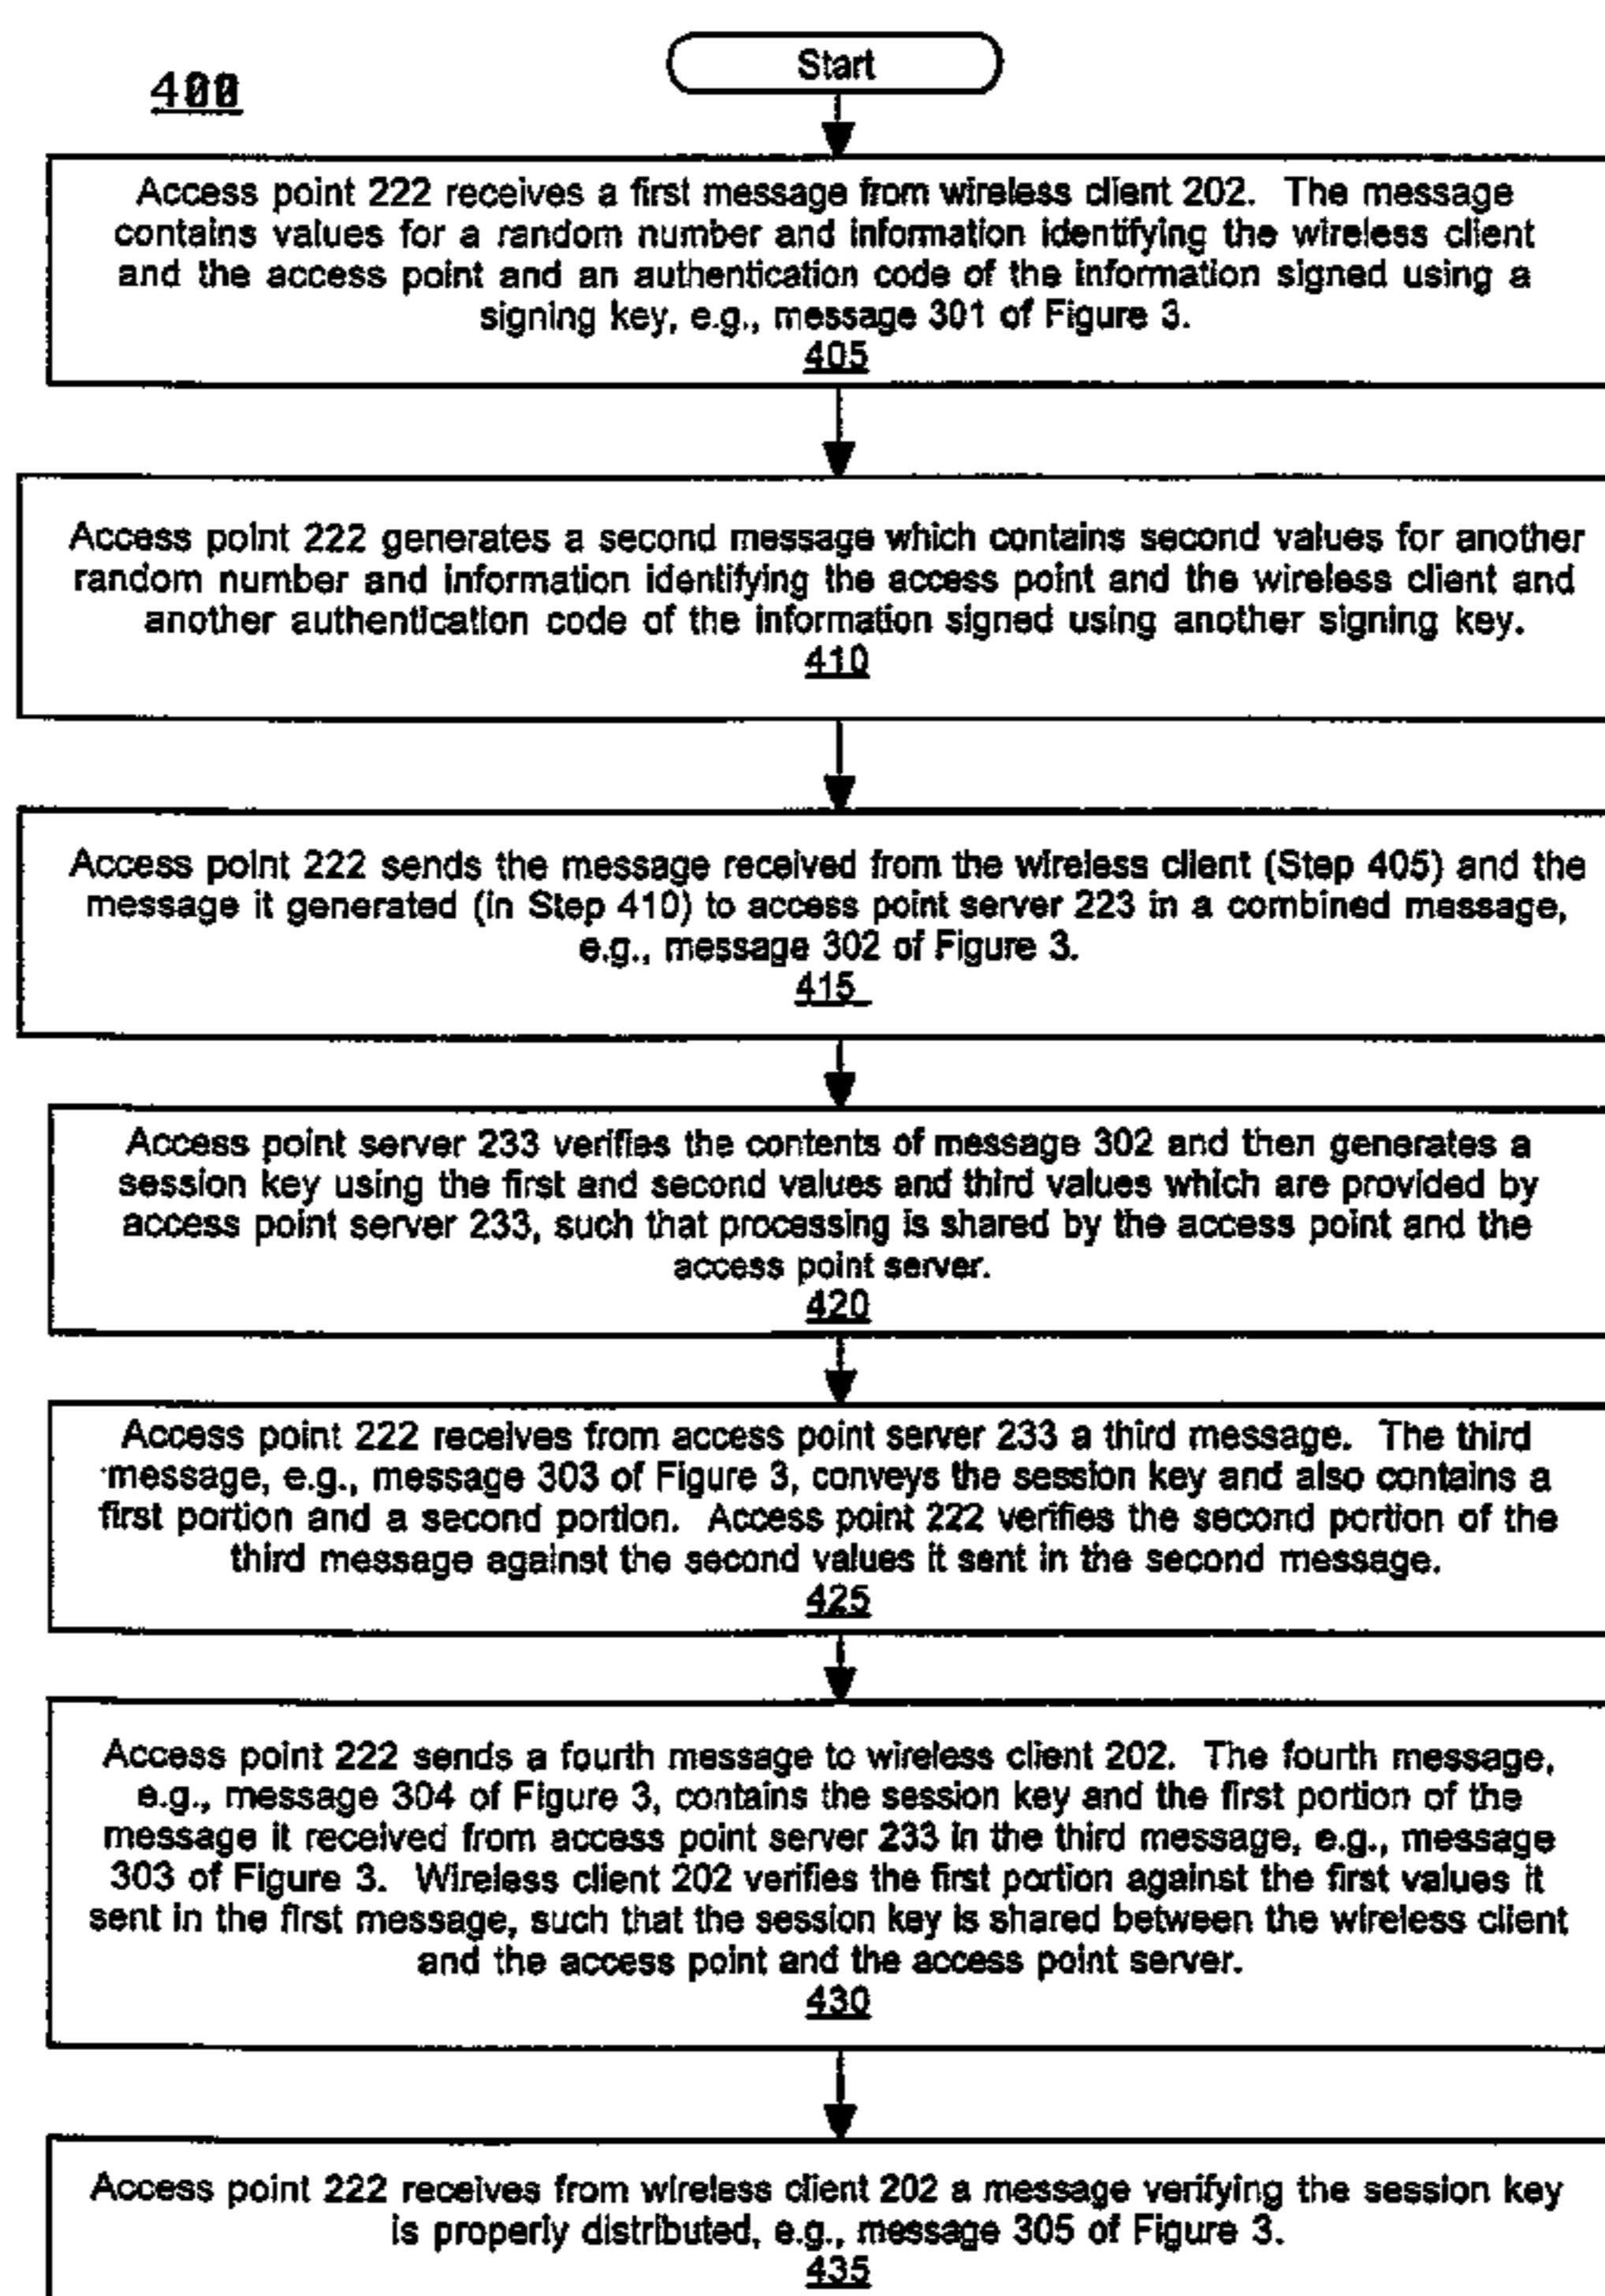 Start
400
Access point 222 receives a first message from wireless client 202. The message
contains values for a random number and information identifying the wireless client
and the access point and an authentication code of the information signed using a
signing key, e.g., message 301 of Figure 3.
405
Access point 222 generates a second message which contains second values for another
random number and information identifying the access point and the wireless client and
another authentication code of the information signed using another signing key.
410
Access point 222 sends the message received from the wireless client (Step 405) and the
message it generated (in Step 410) to access point server 223 in a combined message,
e.g., message 302 of Figure 3.
415
Access point server 233 verifies the contents of message 302 and then generates a
session key using the first and second values and third values which are provided by
access point server 233, such that processing is shared by the access point and the
access point server.
420
Access point 222 receives from access point server 233 a third message. The third
message, e.g., message 303 of Figure 3, conveys the session key and also contains a
first portion and a second portion. Access point 222 verifies the second portion of the
third message against the second values it sent in the second message.
425
Access point 222 sends a fourth message to wireless client 202. The fourth message,
e.g., message 304 of Figure 3, contains the session key and the first portion of the
message it received from access point server 233 in the third message, e.g., message
303 of Figure 3. Wireless client 202 verifies the first portion against the first values it
sent in the first message, such that the session key is shared between the wireless client
and the access point and the access point server.
430
Access point 222 receives from wireless client 202 a message verifying the session key
is properly distributed, e.g., message 305 of Figure 3.
435